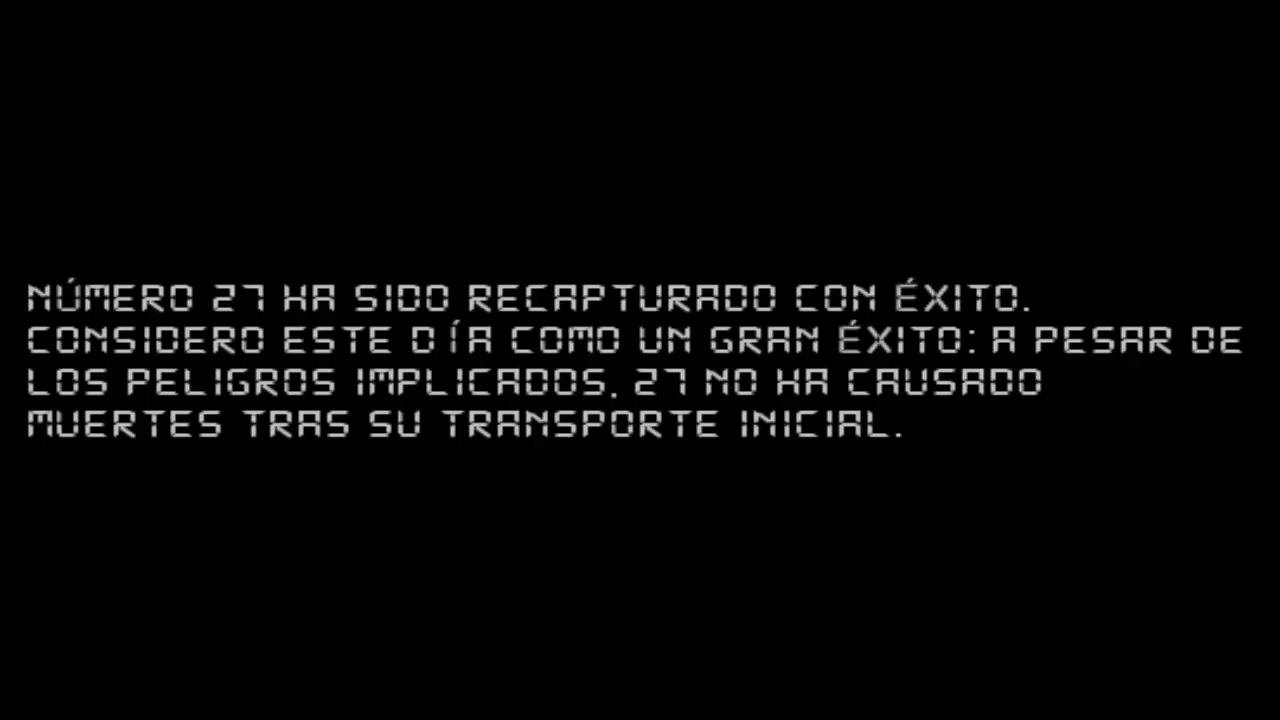 NÚMERO 27 HA SIDO RECAPTURADO CON ÉXITO.
CONSIDERO ESTE DÍA COMO UN GRAN ÉXITO: A PESAR DE
LOS PELIGROS IMPLICADOS, 27 NO HA CAUSADO
MUERTES TRAS SU TRANSPORTE INICIAL.